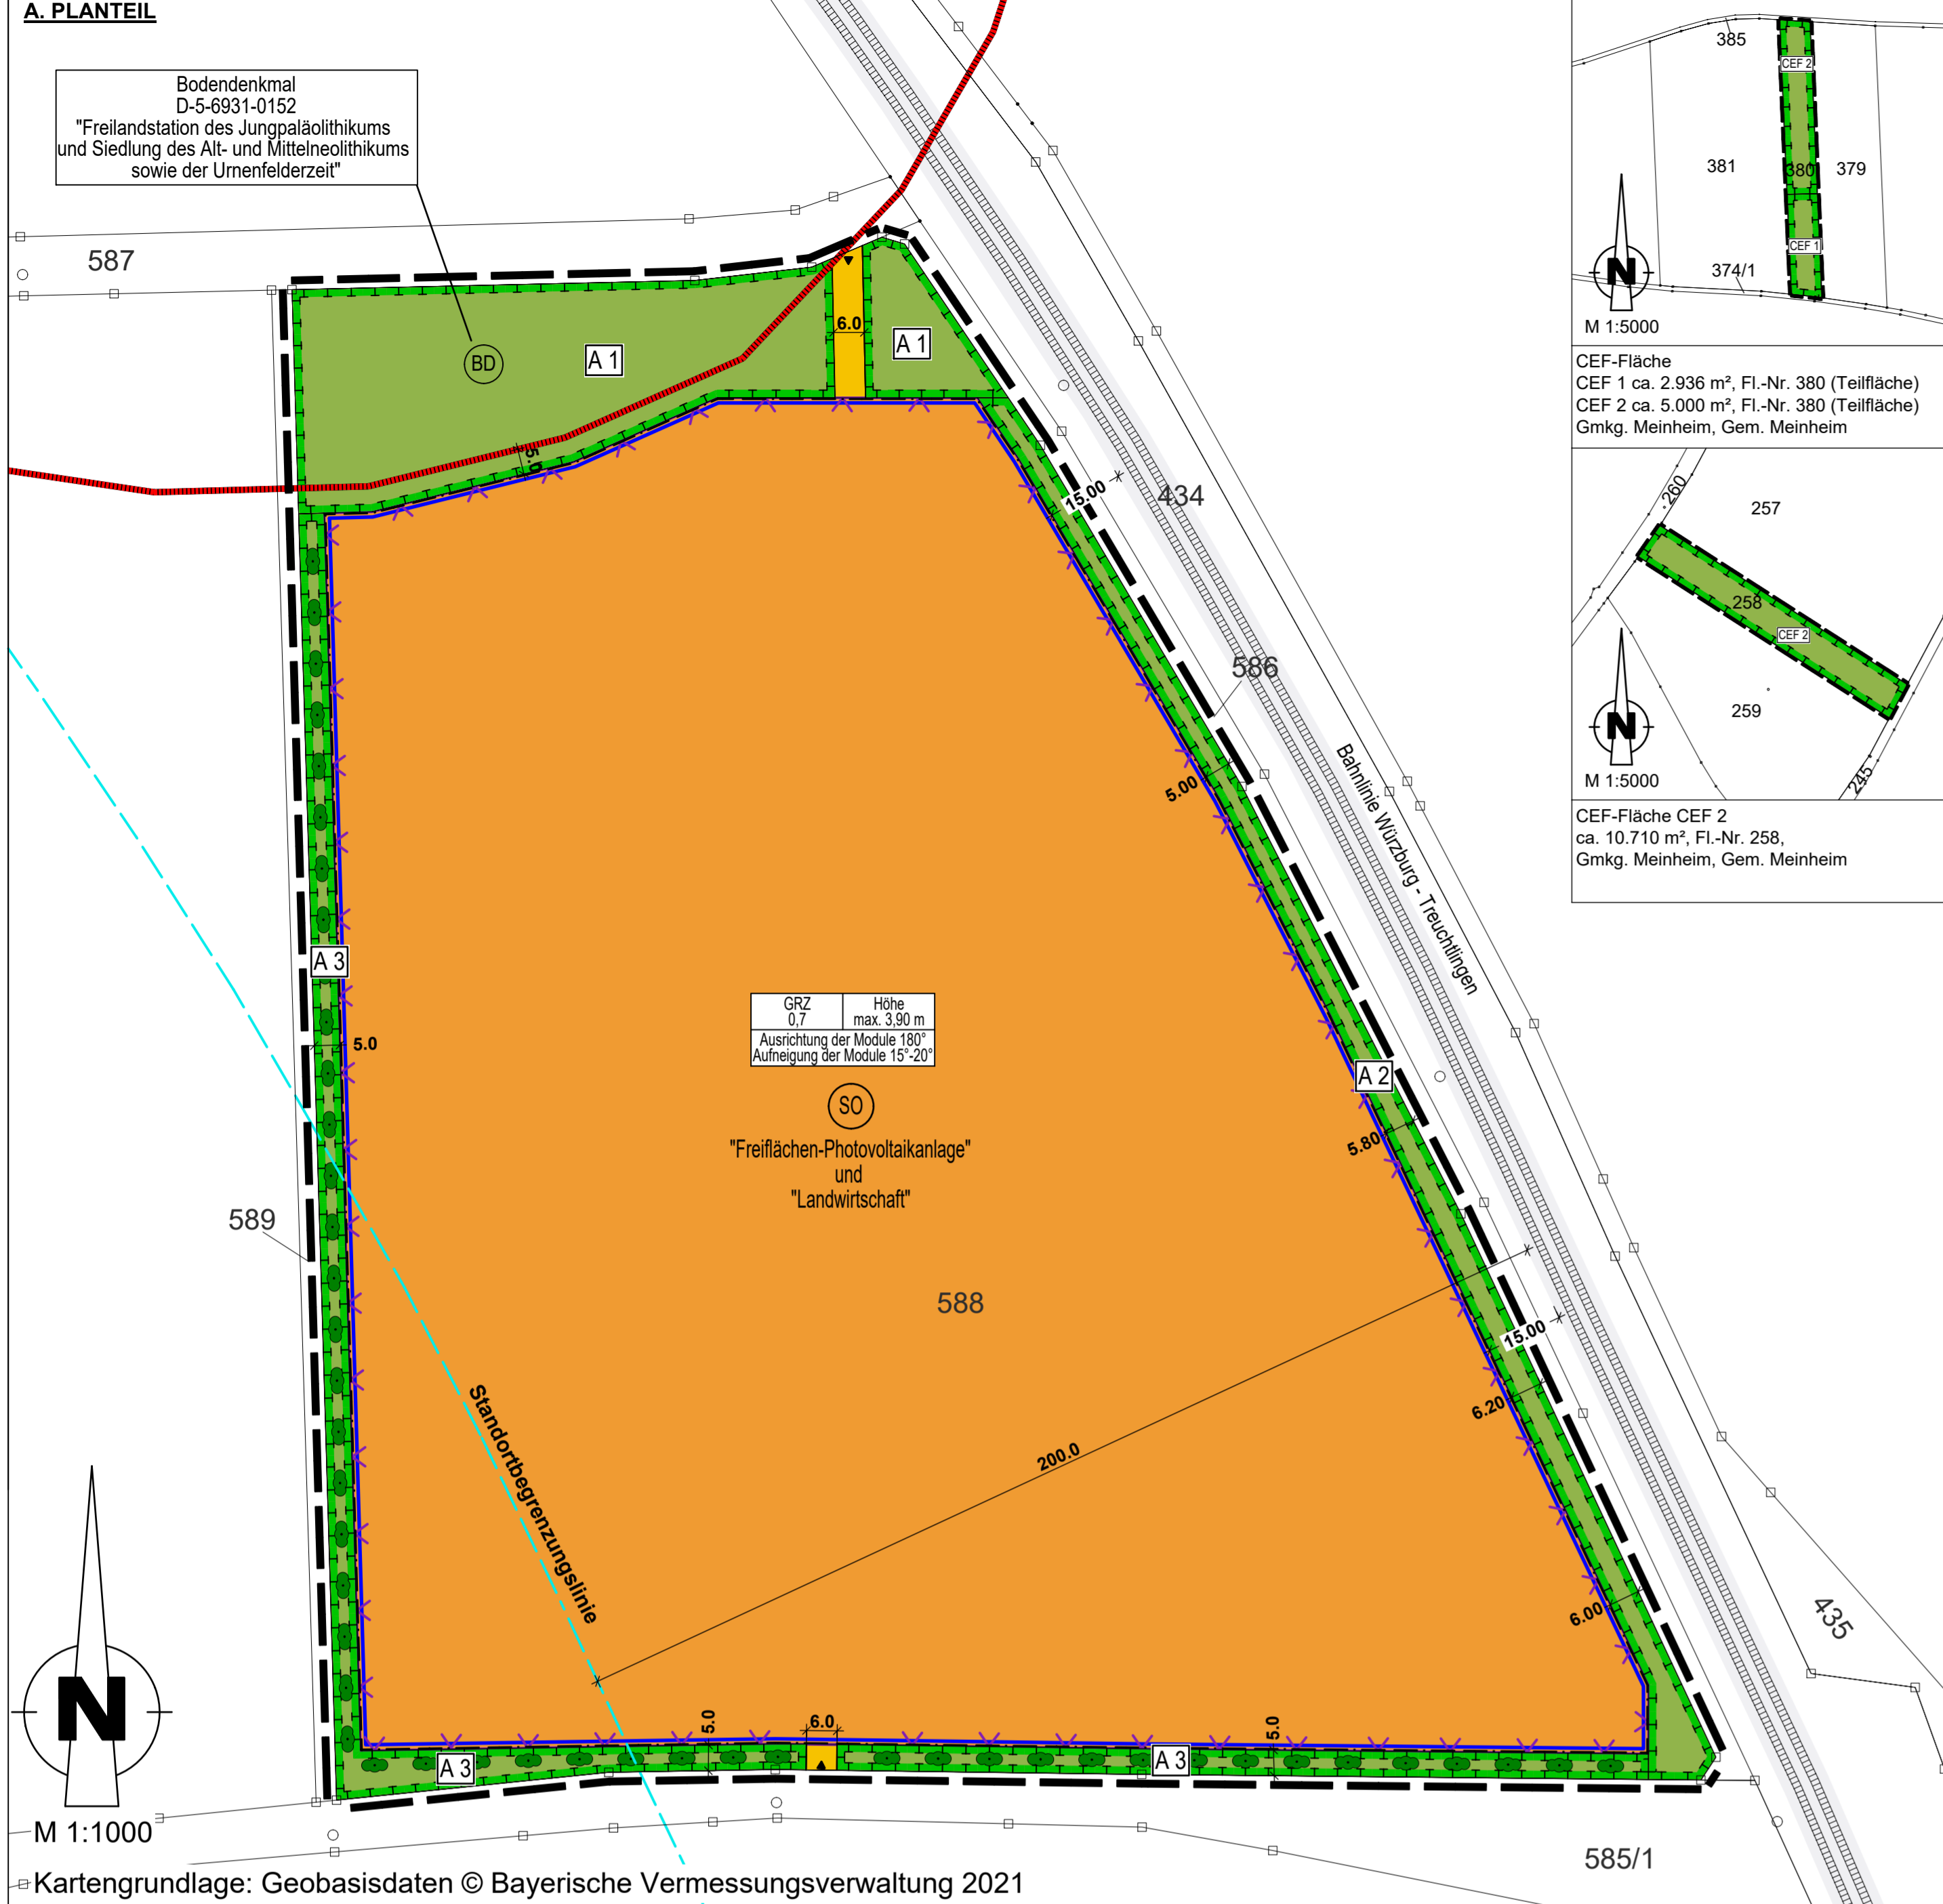 A. PLANTEIL
Bodendenkmal
D-5-6931-0152
"Freilandstation des Jungpaläolithikums
und Siedlung des Alt- und Mittelneolithikums
sowie der Urnenfelderzeit"
587
BD
A 1
6.0
A 1
5.0
15.00
434
586
5.00
Bahnlinie Würzburg - Treuchtlingen
A 3
5.0
GRZ
0,7
Höhe
max. 3,90 m
Ausrichtung der Module 180°
Aufneigung der Module 15°-20°
SO
"Freiflächen-Photovoltaikanlage"
und
"Landwirtschaft"
A 2
5.80
589
588
15.00
6.20
200.0
Standortbegrenzungslinie
6.00
435
5.0
6.0
5.0
A 3
A 3
N
M 1:1000
585/1
Kartengrundlage: Geobasisdaten © Bayerische Vermessungsverwaltung 2021
385
CEF 2
381
380
379
CEF 1
374/1
N
M 1:5000
CEF-Fläche
CEF 1 ca. 2.936 m², Fl.-Nr. 380 (Teilfläche)
CEF 2 ca. 5.000 m², Fl.-Nr. 380 (Teilfläche)
Gmkg. Meinheim, Gem. Meinheim
260
257
258
CEF 2
259
245
N
M 1:5000
CEF-Fläche CEF 2
ca. 10.710 m², Fl.-Nr. 258,
Gmkg. Meinheim, Gem. Meinheim